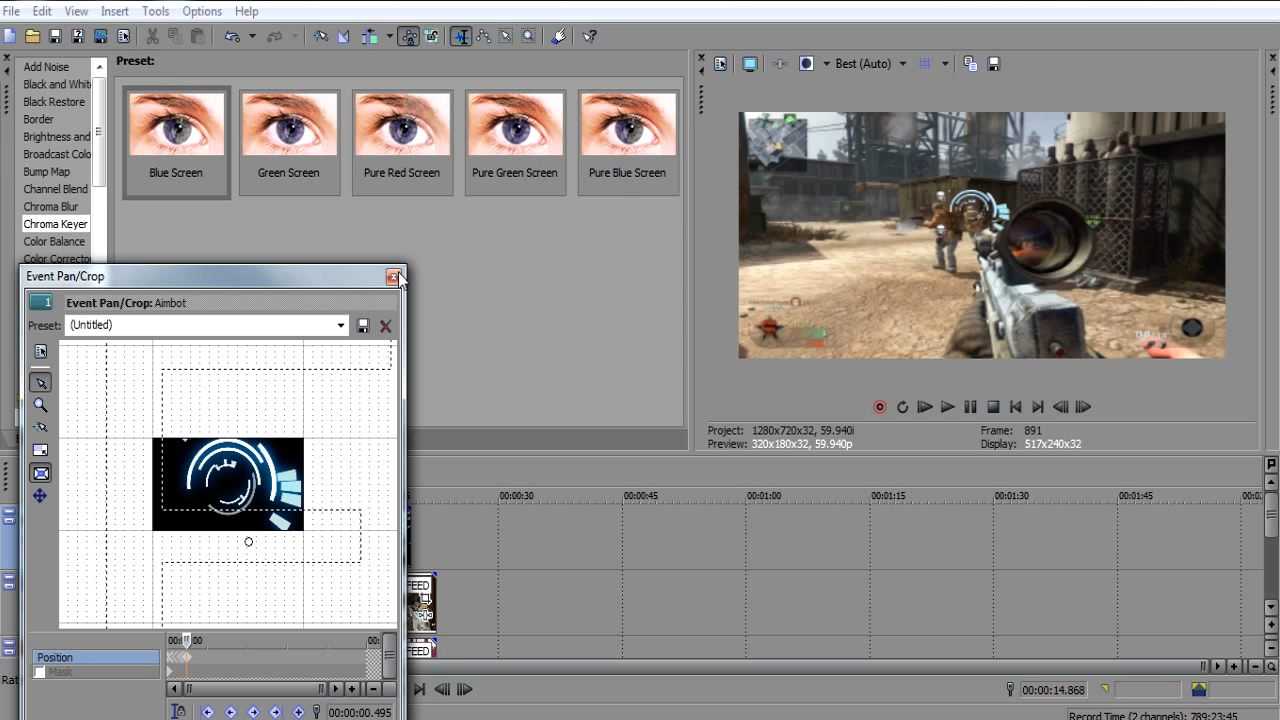 File Edit View Insert Tools Options Help
Add Noise
Black and White
Black Restore
Border
Brightness and
Broadcast Colo
Bump Map
Channel Blend
Chroma Blur
Chroma Keyer
Color Balance
Color Correcto
Preset:
Blue Screen Green Screen Pure Red Screen Pure Green Screen Pure Blue Screen
Best (Auto)
Project: 1280x720x32, 59.940i Frame: 891
Preview: 320x180x32, 59.940p Display: 517x240x32
Event Pan/Crop
1 Event Pan/Crop: Aimbot
Preset: (Untitled)
Position
Mask
00:00:00.495
00:00:30 00:00:45 00:01:00 00:01:15 00:01:30 00:01:45
FEED
FEED
00:00:14.868
Record Time (2 channels): 789:23:45